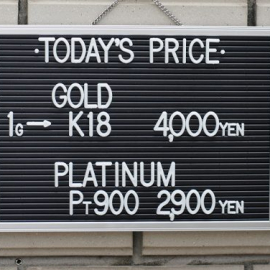 ·TODAY'S PRICE·
GOLD
1G→ K18 4,000YEN
PLATINUM
PT900 2,900YEN